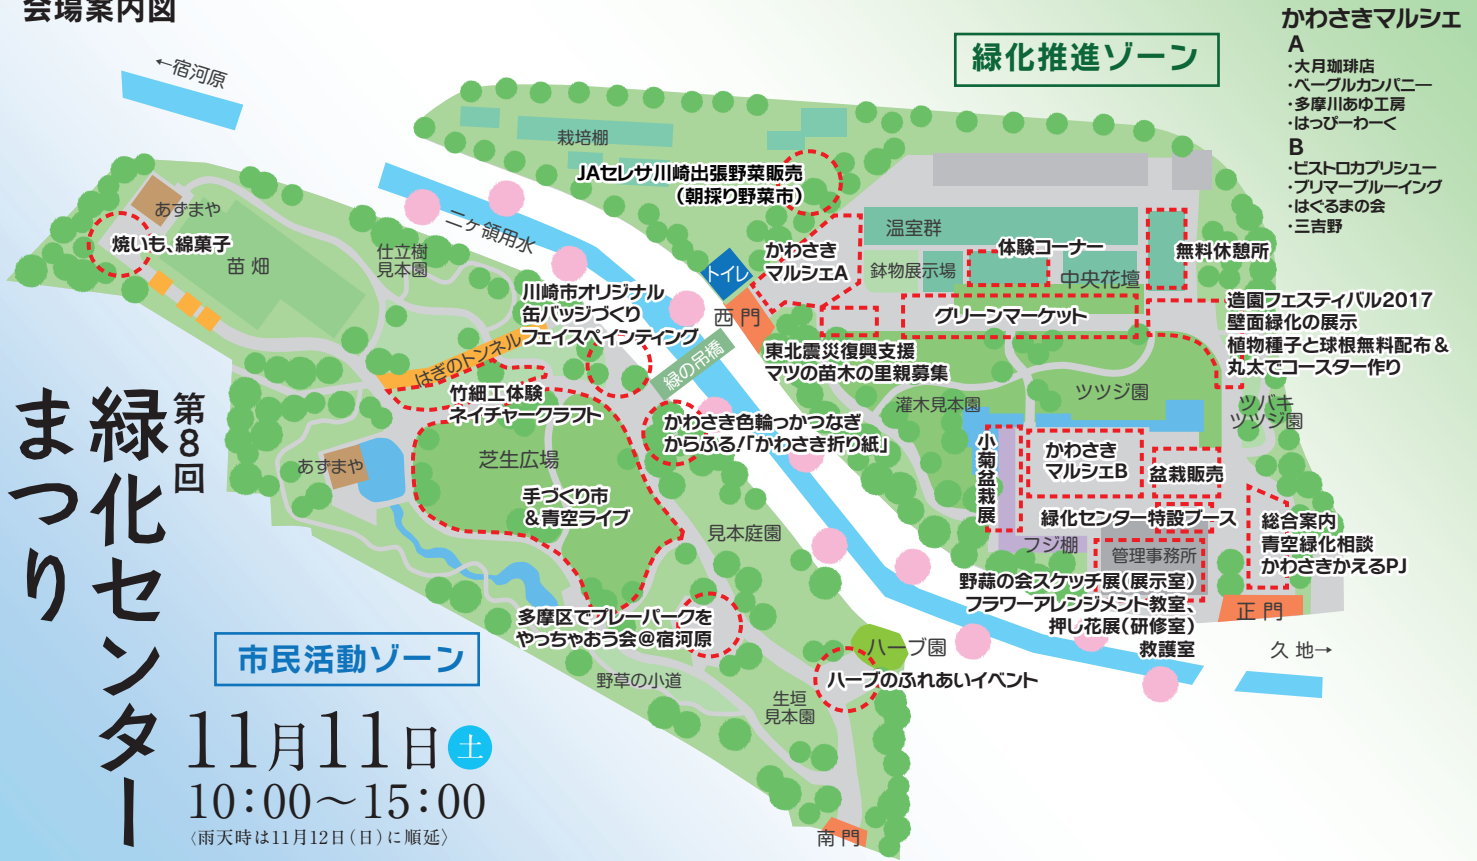 会場案内図
←宿河原
緑化推進ゾーン
かわさきマルシェ
A
・大月珈琲店
・ベーグルカンパニー
・多摩川あゆ工房
・はっぴーわーく
B
・ビストロカプリシュー
・ブリマーブルーイング
・はぐるまの会
・三吉野
栽培棚
JAセレサ川崎出張野菜販売
（朝採り野菜市）
あずまや
焼いも、綿菓子
苗畑
仕立樹
見本園
二ヶ領用水
トイレ
西門
かわさき
マルシェA
温室群
鉢物展示場
体験コーナー
中央花壇
無料休憩所
グリーンマーケット
造園フェスティバル2017
壁面緑化の展示
植物種子と球根無料配布＆
丸太でコースター作り
川崎市オリジナル
缶バッジづくり
フェイスペインティング
はぎのトンネル
緑の吊橋
東北震災復興支援
マツの苗木の里親募集
竹細工体験
ネイチャークラフト
かわさき色輪っかつなぎ
からふる!「かわさき折り紙」
灌木見本園
ツツジ園
ツバキ
ツツジ園
小菊盆栽展
かわさき
マルシェB
盆栽販売
緑化センター特設ブース
フジ棚
管理事務所
総合案内
青空緑化相談
かわさきかえるPJ
野蒜の会スケッチ展（展示室）
フラワーアレンジメント教室、
押し花展（研修室）
救護室
正門
久地→
あずまや
芝生広場
手づくり市
＆青空ライブ
見本庭園
多摩区でプレーパークを
やっちゃおう会＠宿河原
ハーブ園
ハーブのふれあいイベント
野草の小道
生垣
見本園
南門
第8回
緑化センター
まつり
市民活動ゾーン
11月11日土
10：00～15：00
〈雨天時は11月12日（日）に順延〉